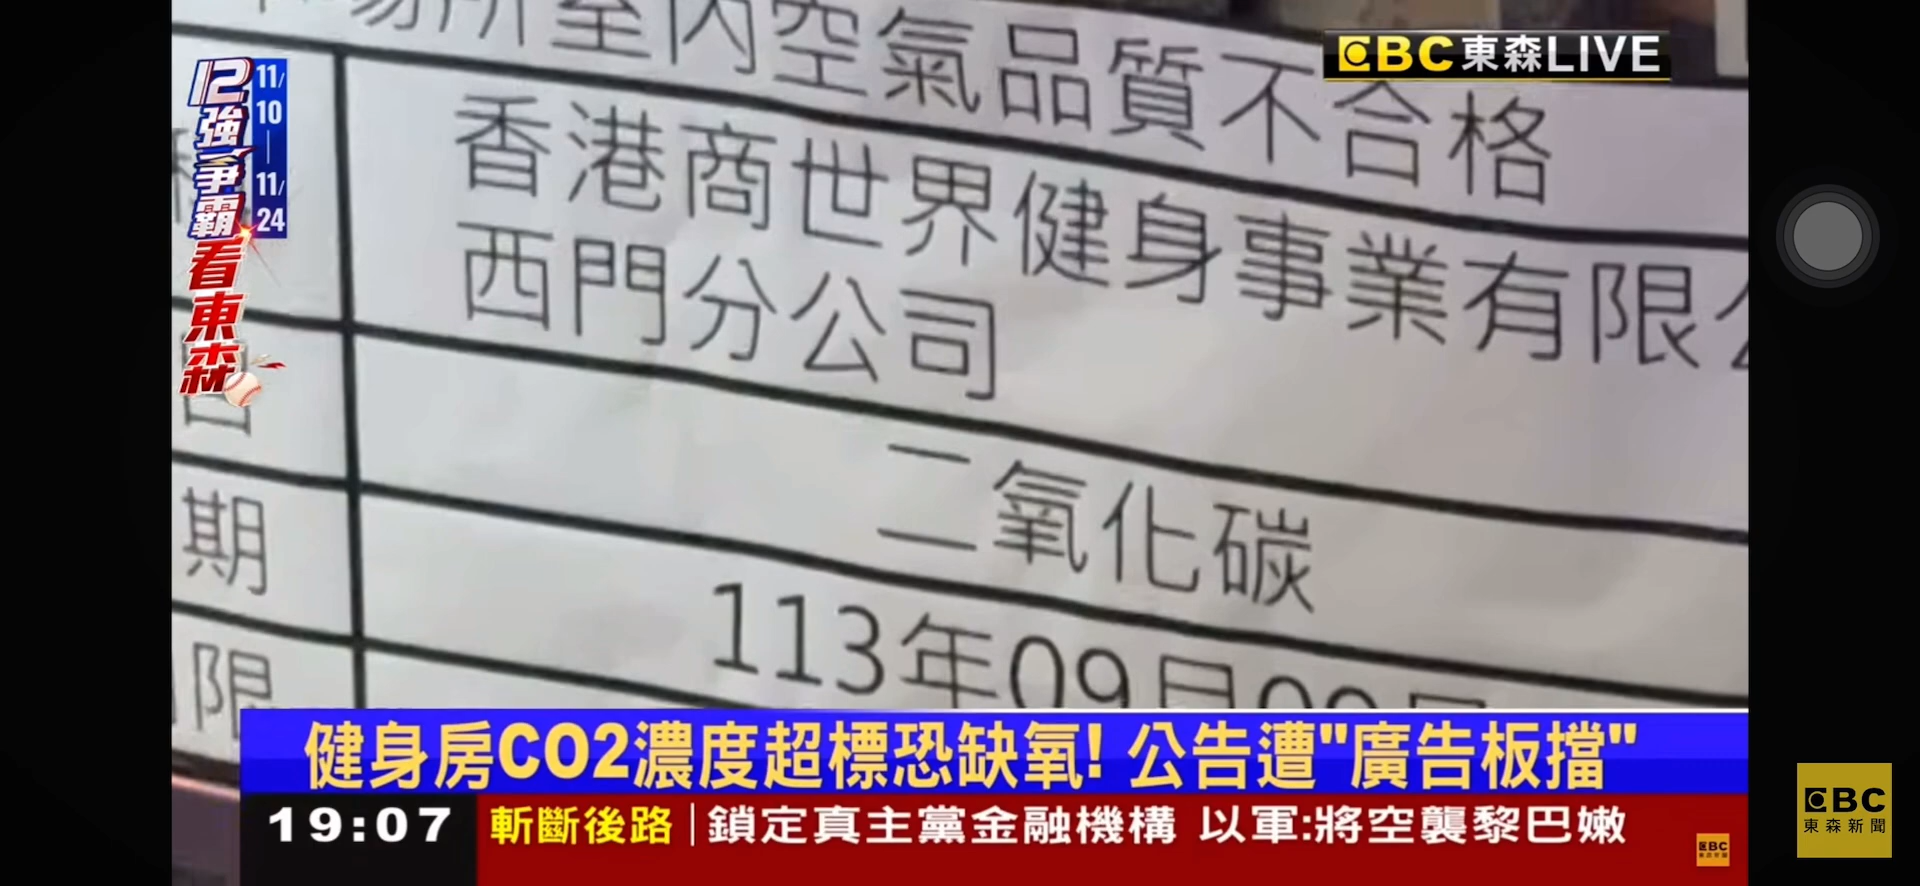 EBC東森LIVE
12強爭霸看東森
11/10-11/24
場所室內空氣品質不合格
香港商世界健身事業有限公
西門分公司
二氧化碳
期
113年09月
限
健身房CO2濃度超標恐缺氧! 公告遭"廣告板擋"
19:07
斬斷後路|鎖定真主黨金融機構 以軍:將空襲黎巴嫩
EBC
東森新聞